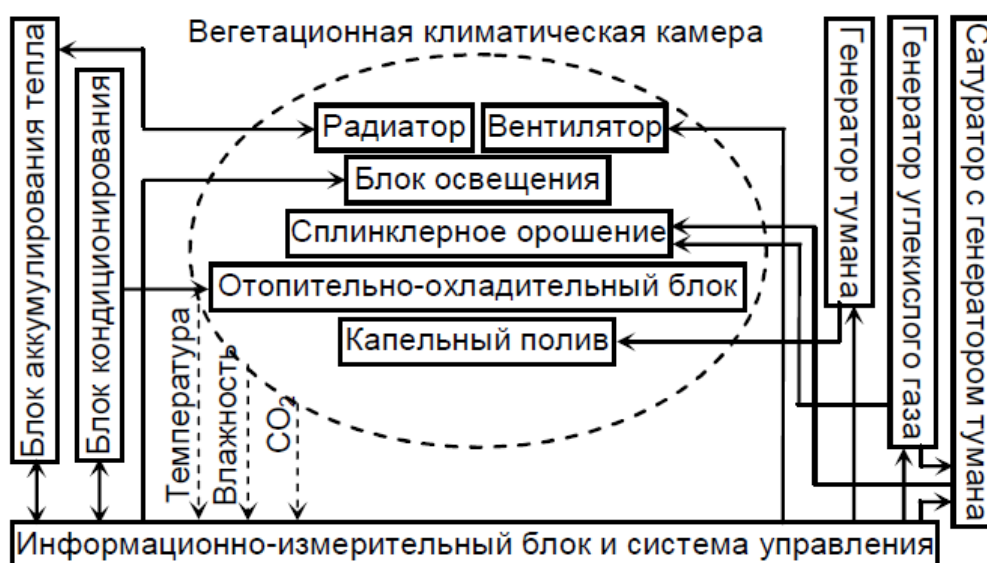 Вегетационная климатическая камера
Блок аккумулирования тепла
Блок кондиционирования
Радиатор
Вентилятор
Блок освещения
Сплинклерное орошение
Отопительно-охладительный блок
Капельный полив
Температура
Влажность
CO₂
Генератор тумана
Генератор углекислого газа
Сатуратор с генератором тумана
Информационно-измерительный блок и система управления